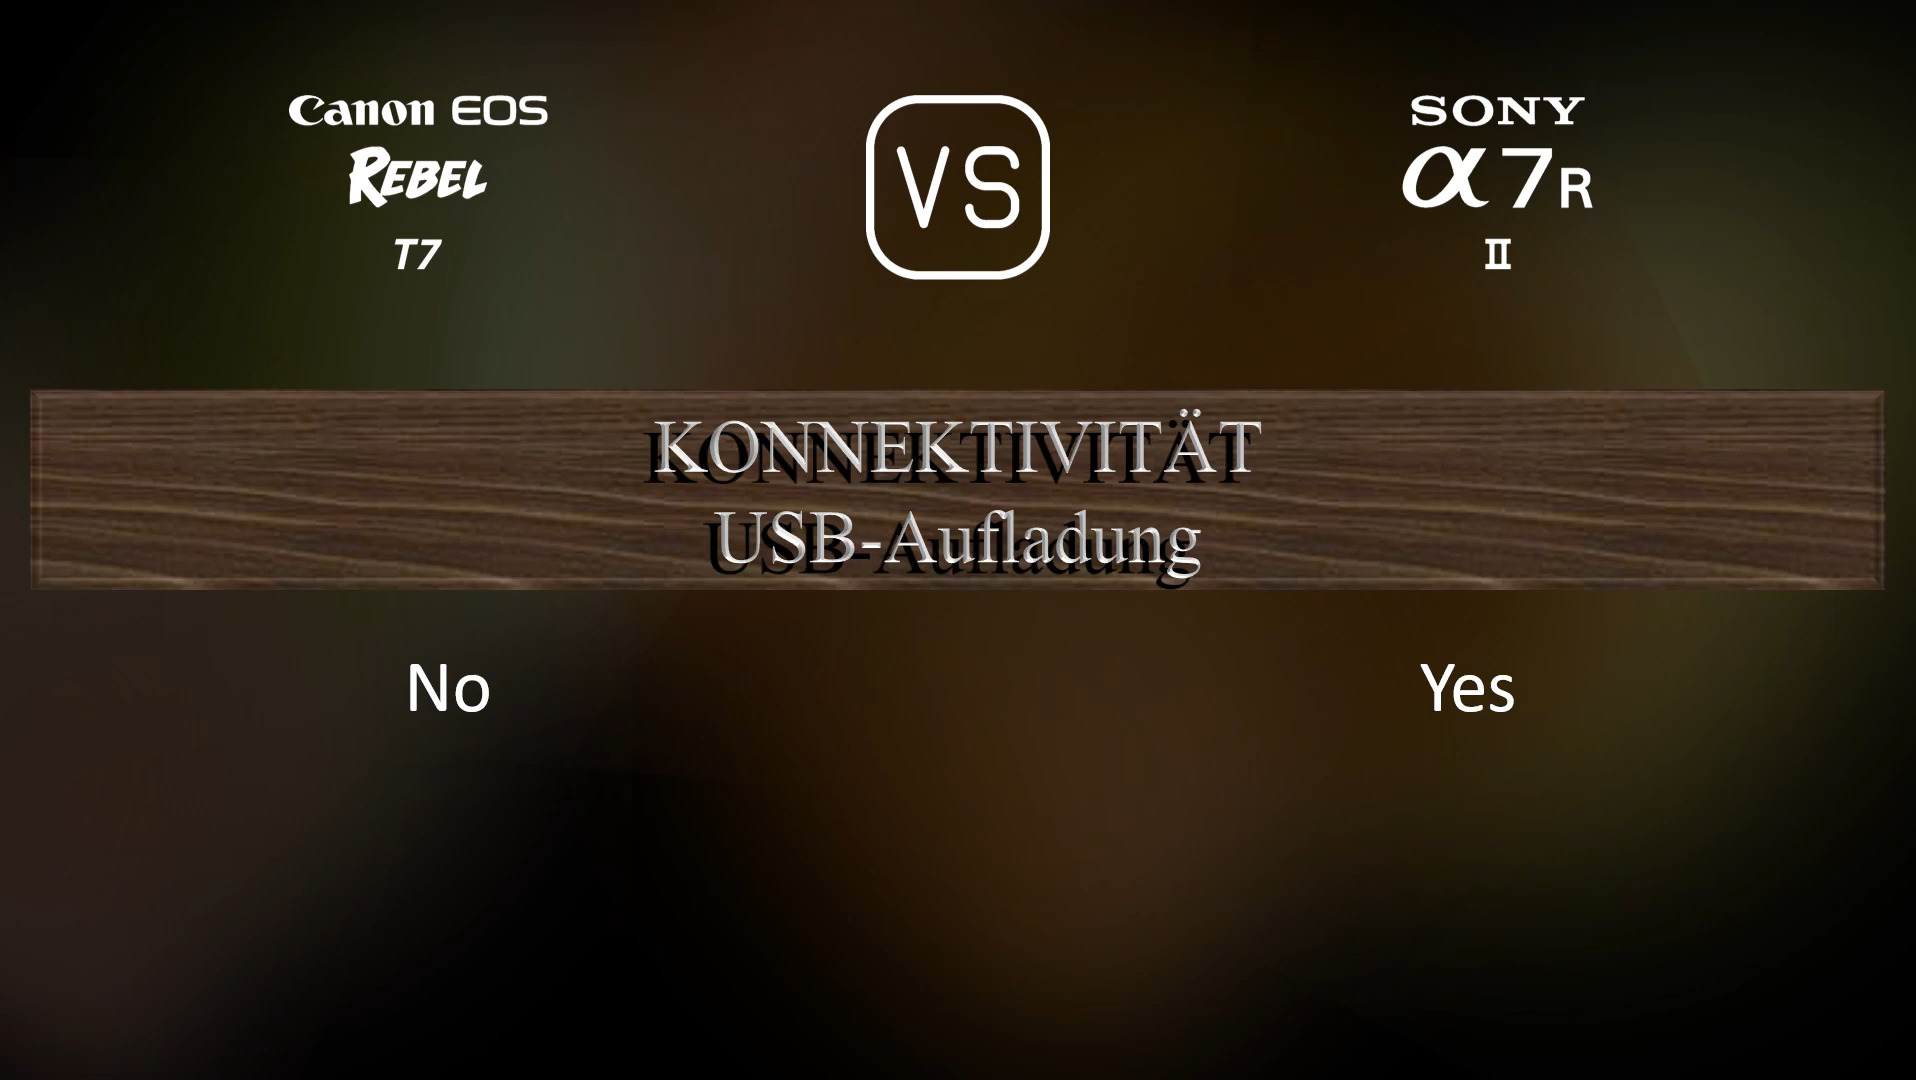 Canon EOS
REBEL
T7
VS
SONY
α7R
II
KONNEKTIVITÄT
USB-Aufladung
No
Yes